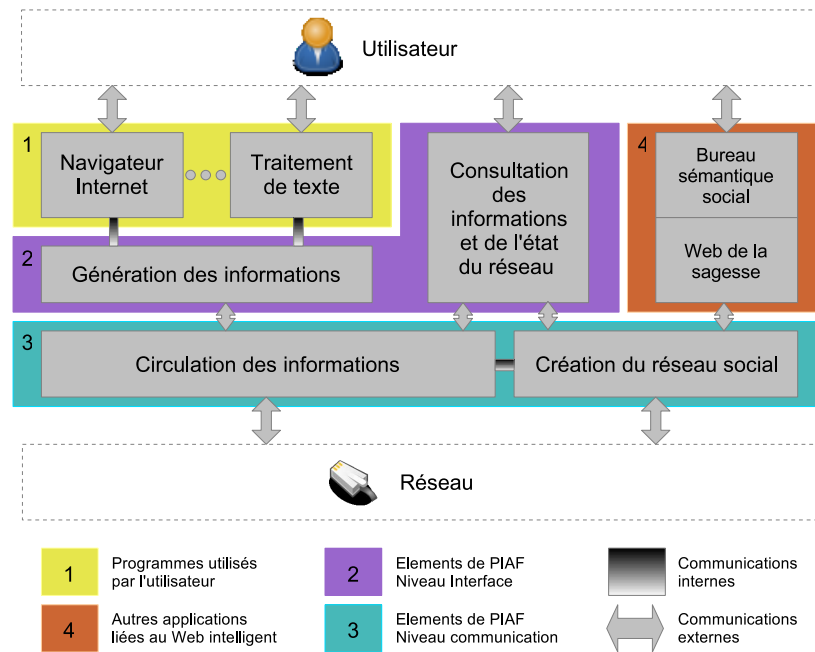 Utilisateur
1
Navigateur
Internet
Traitement
de texte
Consultation
des
informations
et de l'état
du réseau
4
Bureau
sémantique
social
Web de la
sagesse
2
Génération des informations
3
Circulation des informations
Création du réseau social
Réseau
1
Programmes utilisés
par l'utilisateur
2
Elements de PIAF
Niveau Interface
Communications
internes
4
Autres applications
liées au Web intelligent
3
Elements de PIAF
Niveau communication
Communications
externes